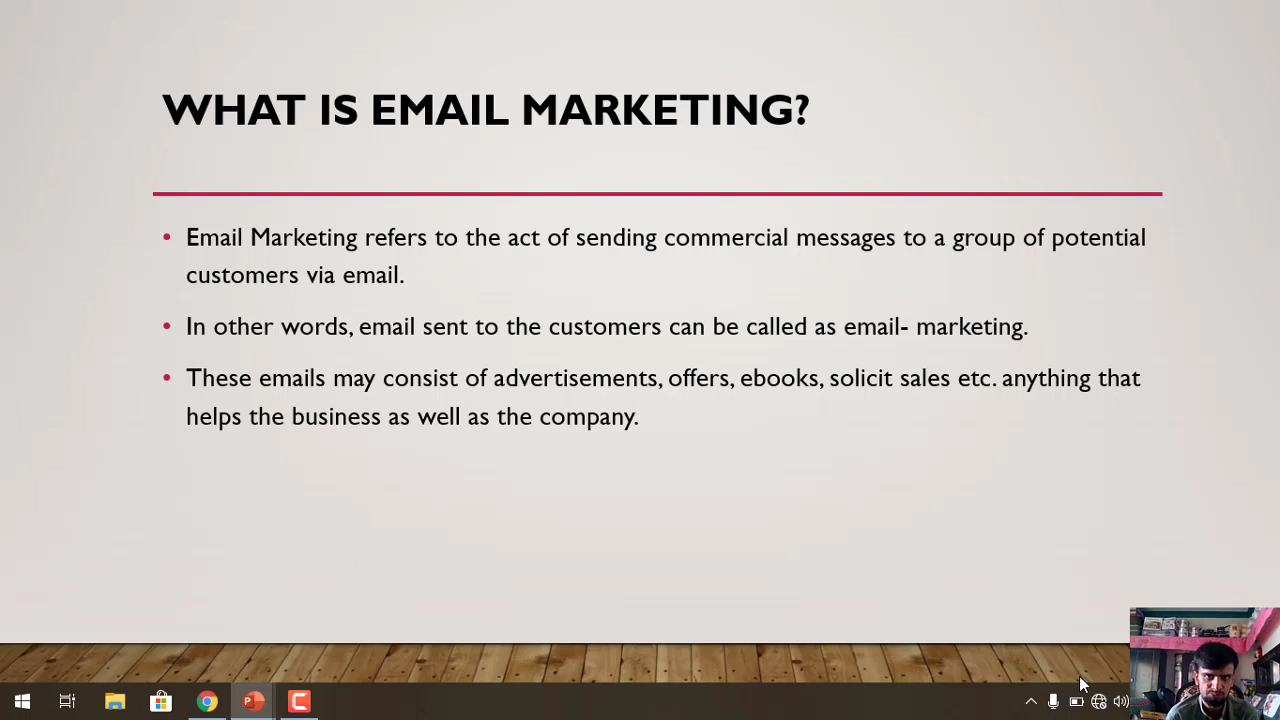 WHAT IS EMAIL MARKETING?
• Email Marketing refers to the act of sending commercial messages to a group of potential
customers via email.
• In other words, email sent to the customers can be called as email- marketing.
• These emails may consist of advertisements, offers, ebooks, solicit sales etc. anything that
helps the business as well as the company.